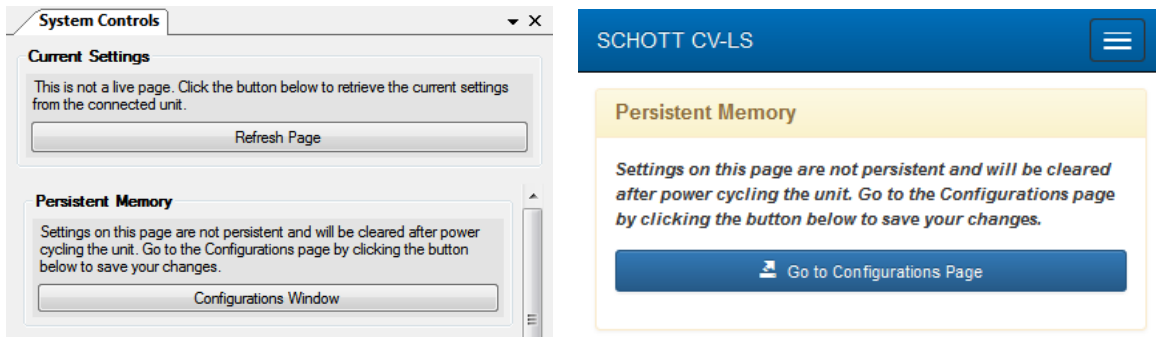 System Controls
Current Settings
This is not a live page. Click the button below to retrieve the current settings
from the connected unit.
Refresh Page
Persistent Memory
Settings on this page are not persistent and will be cleared after power
cycling the unit. Go to the Configurations page by clicking the button
below to save your changes.
Configurations Window
SCHOTT CV-LS
Persistent Memory
Settings on this page are not persistent and will be cleared
after power cycling the unit. Go to the Configurations page
by clicking the button below to save your changes.
Go to Configurations Page